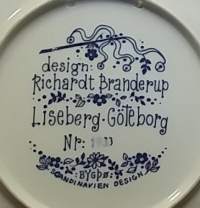 design:
Richardt Branderup
Liseberg·Göteborg
Nr:
BYGDØ.
SCANDINAVIEN DESIGN